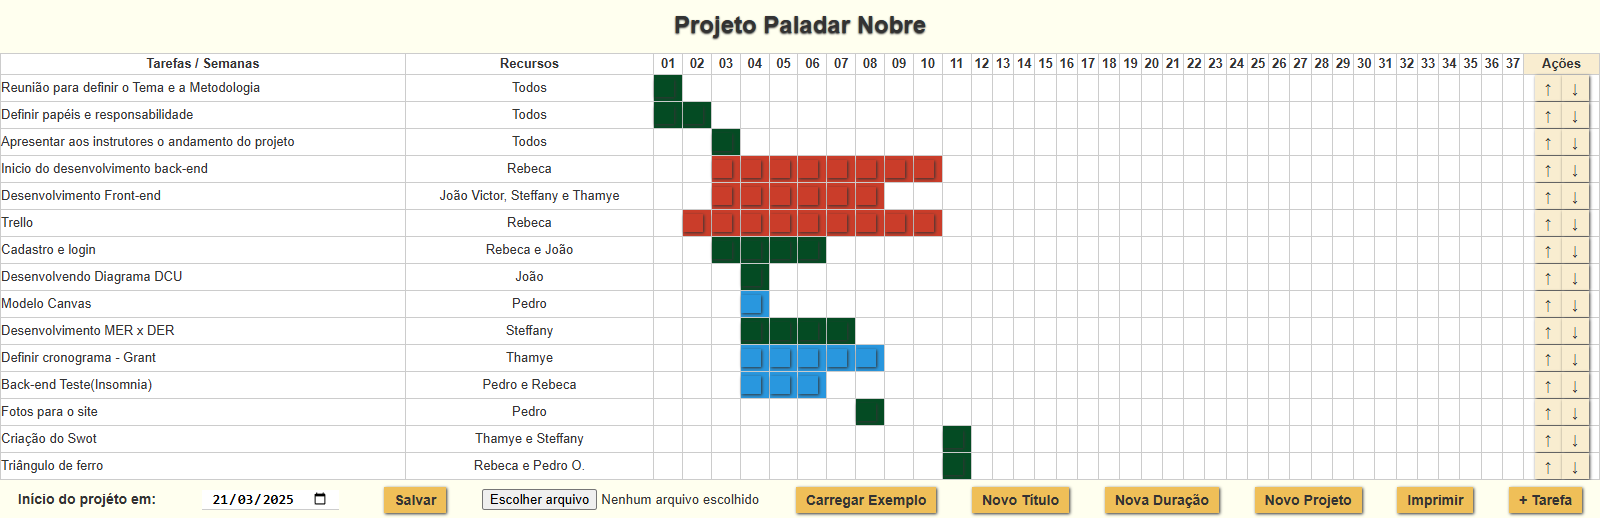 Projeto Paladar Nobre
Tarefas / Semanas Recursos 01 02 03 04 05 06 07 08 09 10 11 12 13 14 15 16 17 18 19 20 21 22 23 24 25 26 27 28 29 30 31 32 33 34 35 36 37 Ações
Reunião para definir o Tema e a Metodologia Todos ↑ ↓
Definir papéis e responsabilidade Todos ↑ ↓
Apresentar aos instrutores o andamento do projeto Todos ↑ ↓
Inicio do desenvolvimento back-end Rebeca ↑ ↓
Desenvolvimento Front-end João Victor, Steffany e Thamye ↑ ↓
Trello Rebeca ↑ ↓
Cadastro e login Rebeca e João ↑ ↓
Desenvolvendo Diagrama DCU João ↑ ↓
Modelo Canvas Pedro ↑ ↓
Desenvolvimento MER x DER Steffany ↑ ↓
Definir cronograma - Grant Thamye ↑ ↓
Back-end Teste(Insomnia) Pedro e Rebeca ↑ ↓
Fotos para o site Pedro ↑ ↓
Criação do Swot Thamye e Steffany ↑ ↓
Triângulo de ferro Rebeca e Pedro O. ↑ ↓
Início do projéto em: 21/03/2025 Salvar Escolher arquivo Nenhum arquivo escolhido Carregar Exemplo Novo Título Nova Duração Novo Projeto Imprimir + Tarefa